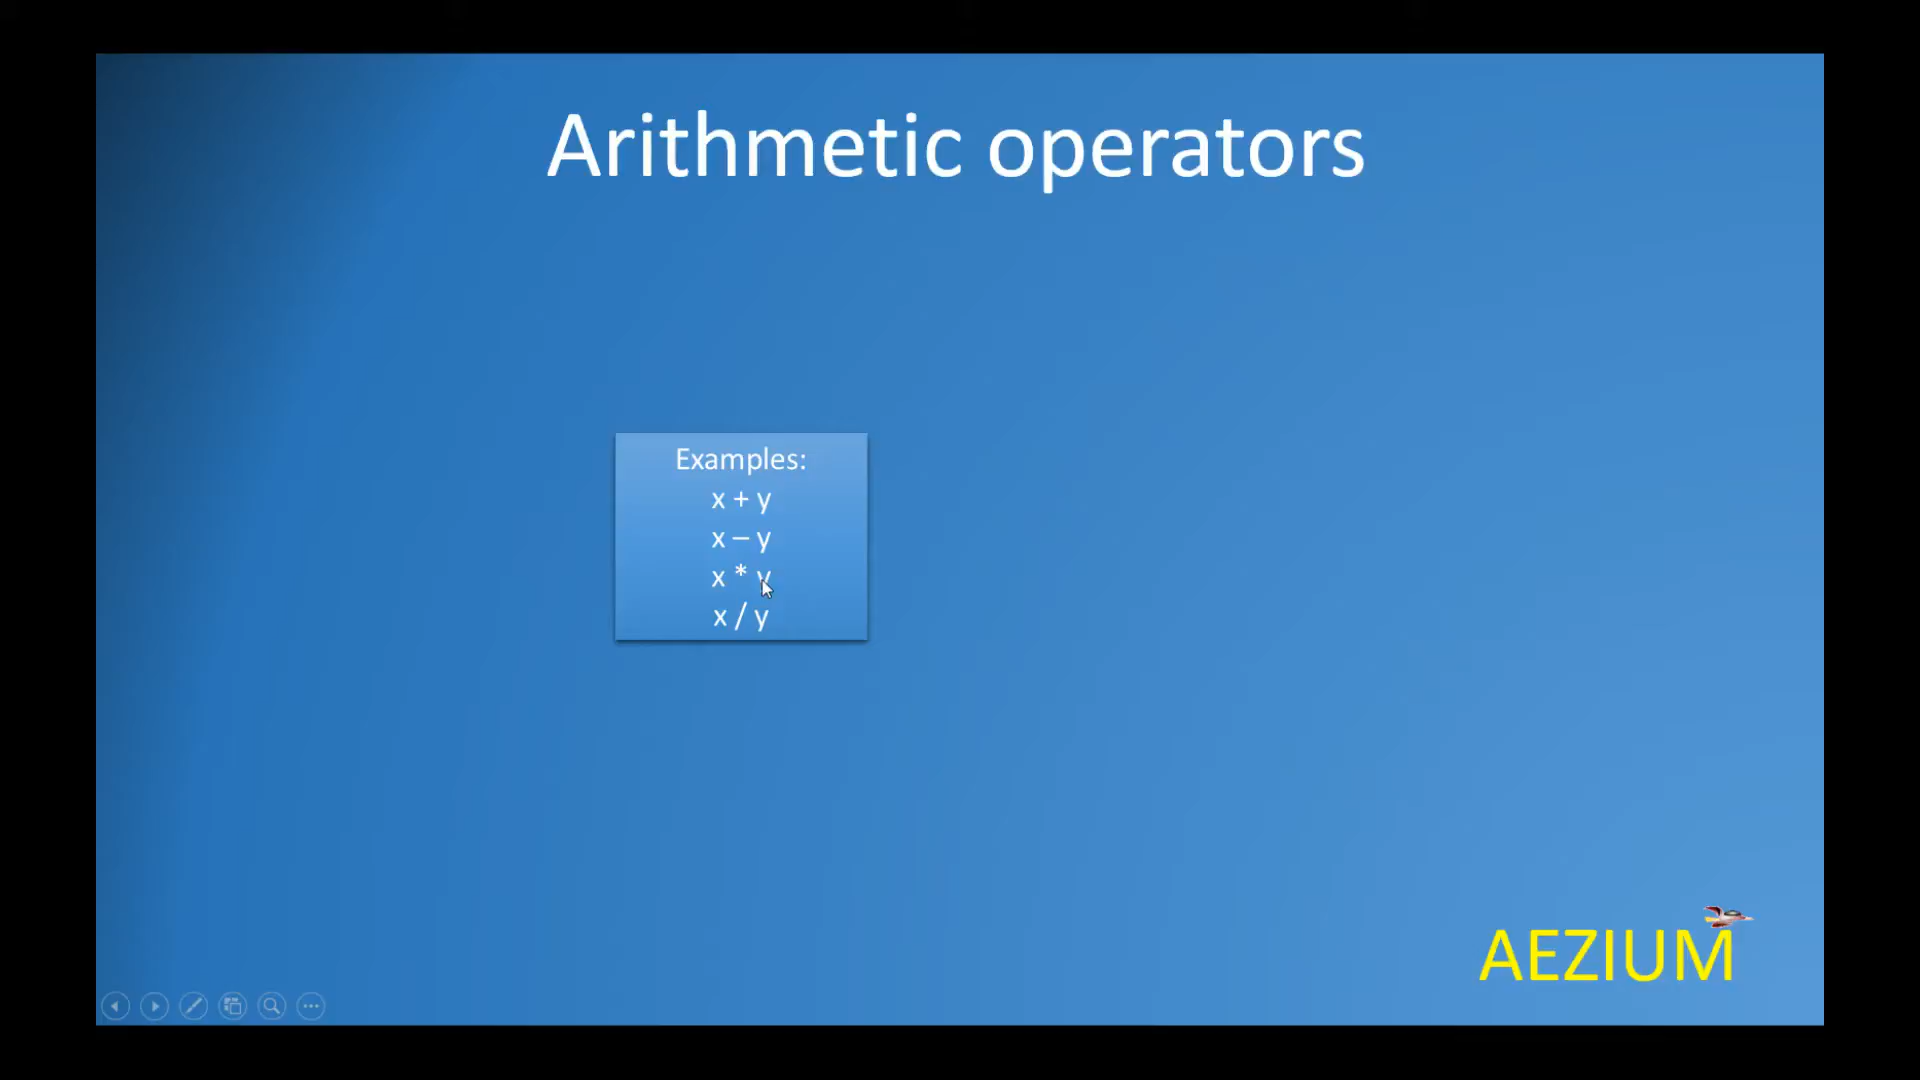 Arithmetic operators
Examples:
x + y
x – y
x * y
x / y
AEZIUM